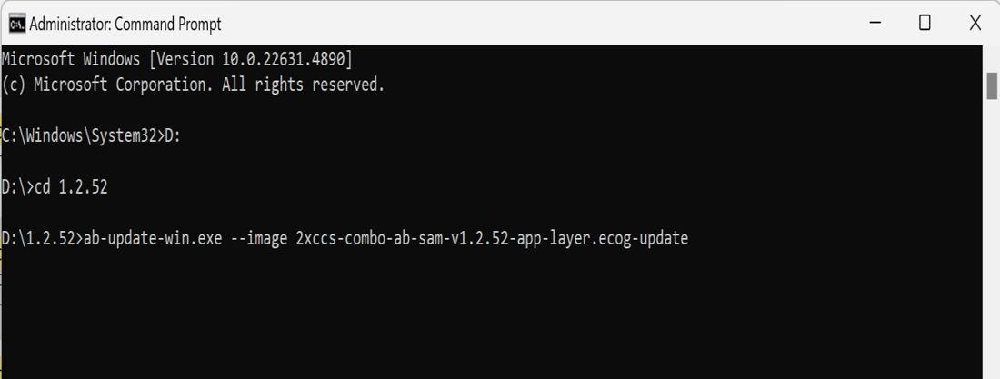 Administrator: Command Prompt
Microsoft Windows [Version 10.0.22631.4890]
(c) Microsoft Corporation. All rights reserved.
C:\Windows\System32>D:
D:\>cd 1.2.52
D:\1.2.52>ab-update-win.exe --image 2xccs-combo-ab-sam-v1.2.52-app-layer.ecog-update